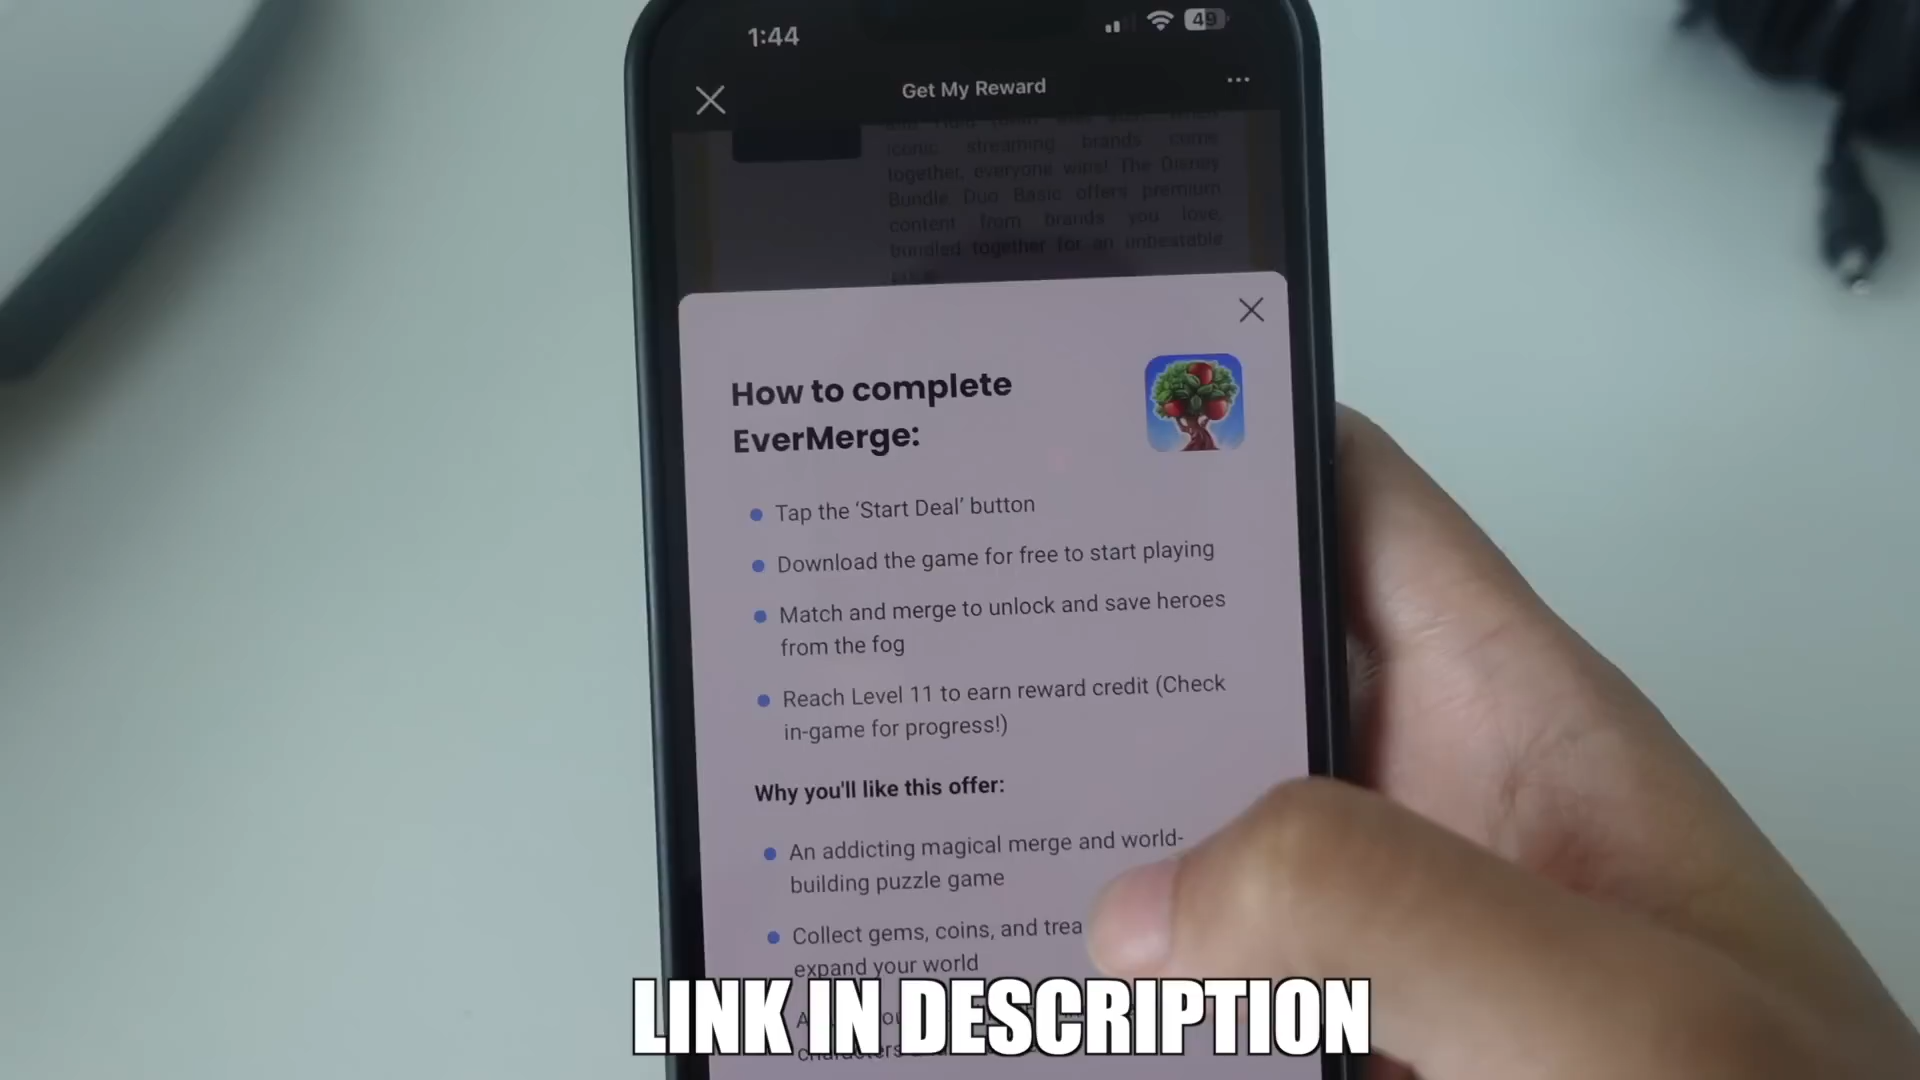 1:44
49
Get My Reward
iconic streaming brands come
together, everyone wins! The Disney
Bundle Duo Basic offers premium
content from brands you love,
bundled together for an unbeatable
How to complete
EverMerge:
Tap the ‘Start Deal’ button
Download the game for free to start playing
Match and merge to unlock and save heroes
from the fog
Reach Level 11 to earn reward credit (Check
in-game for progress!)
Why you'll like this offer:
An addicting magical merge and world-
building puzzle game
Collect gems, coins, and
expand your world
LINK IN DESCRIPTION